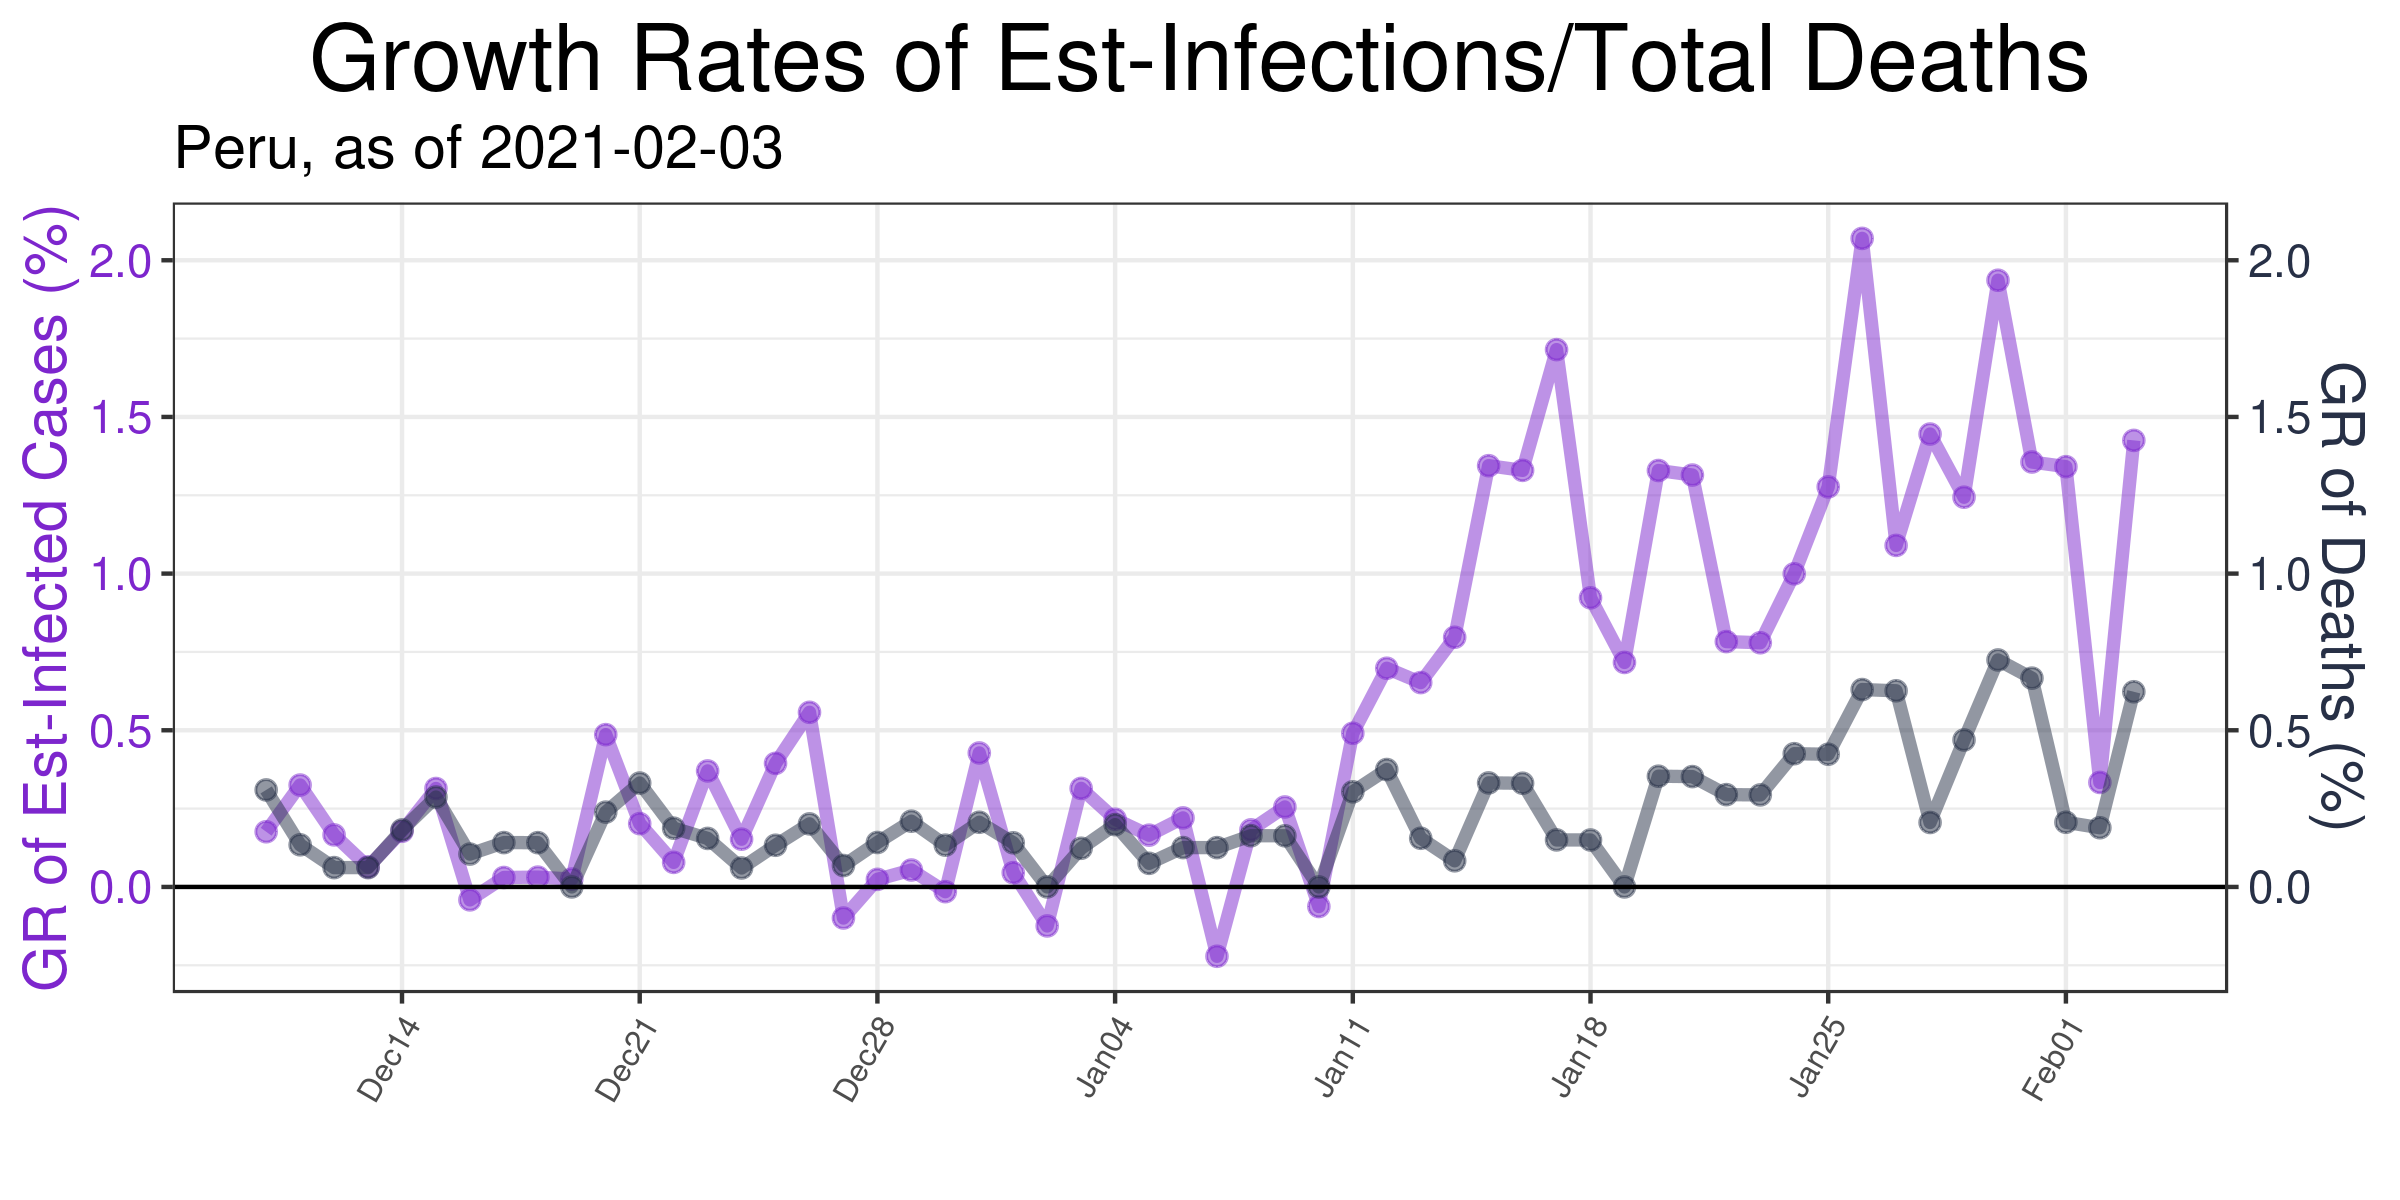 Growth Rates of Est-Infections/Total Deaths
Peru, as of 2021-02-03
GR of Est-Infected Cases (%)
2.0
1.5
1.0
0.5
0.0
2.0
1.5
1.0
0.5
0.0
GR of Deaths (%)
Dec14
Dec21
Dec28
Jan04
Jan11
Jan18
Jan25
Feb01